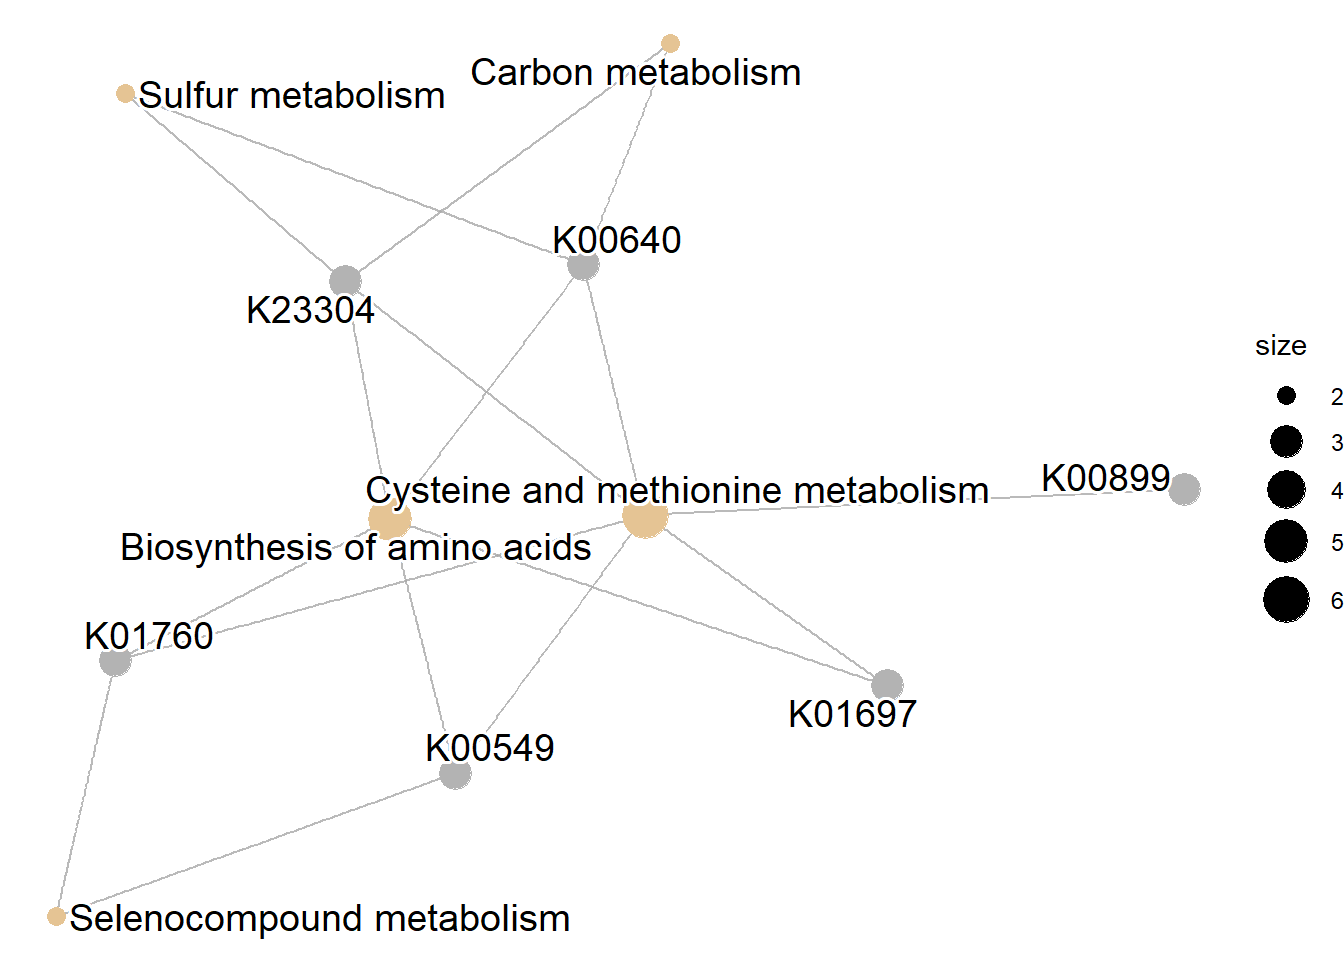 Carbon metabolism
Sulfur metabolism
K00640
K23304
size
2
3
4
5
6
Cysteine and methionine metabolism
K00899
Biosynthesis of amino acids
K01760
K01697
K00549
Selenocompound metabolism